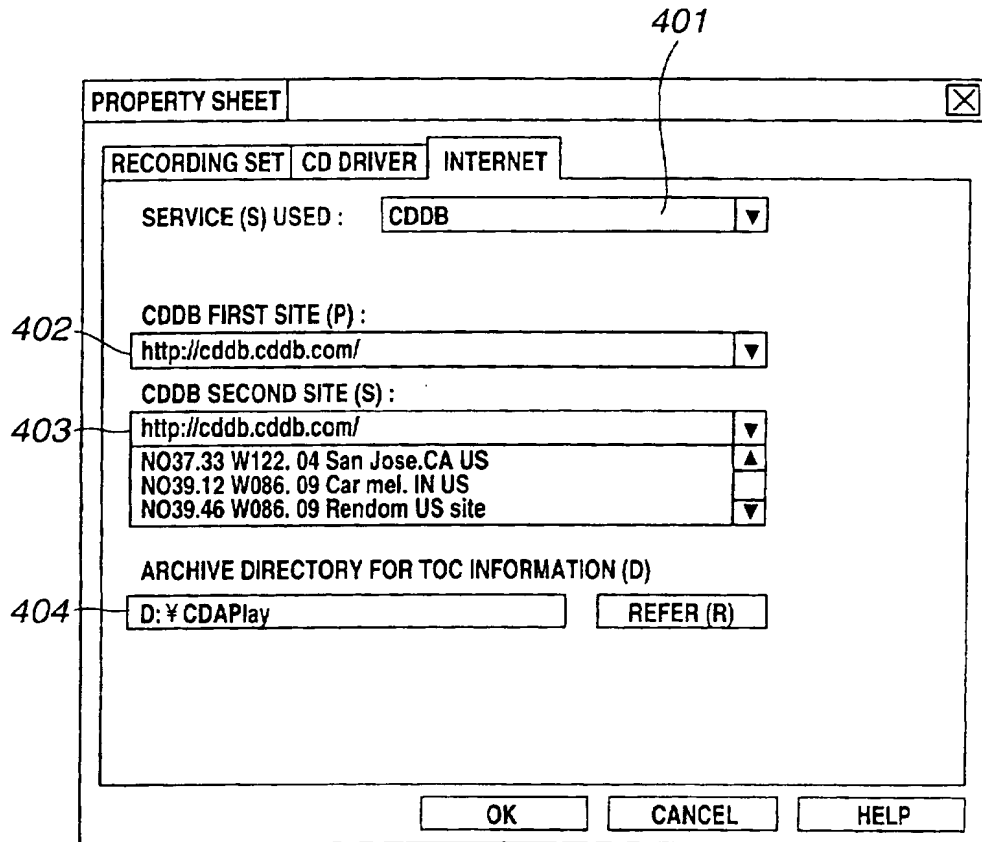 401
PROPERTY SHEET
RECORDING SET CD DRIVER INTERNET
SERVICE (S) USED : CDDB
CDDB FIRST SITE (P) :
402
http://cddb.cddb.com/
CDDB SECOND SITE (S) :
403
http://cddb.cddb.com/
NO37.33 W122. 04 San Jose.CA US
NO39.12 W086. 09 Car mel. IN US
NO39.46 W086. 09 Rendom US site
ARCHIVE DIRECTORY FOR TOC INFORMATION (D)
404
D: ¥ CDAPlay REFER (R)
OK CANCEL HELP